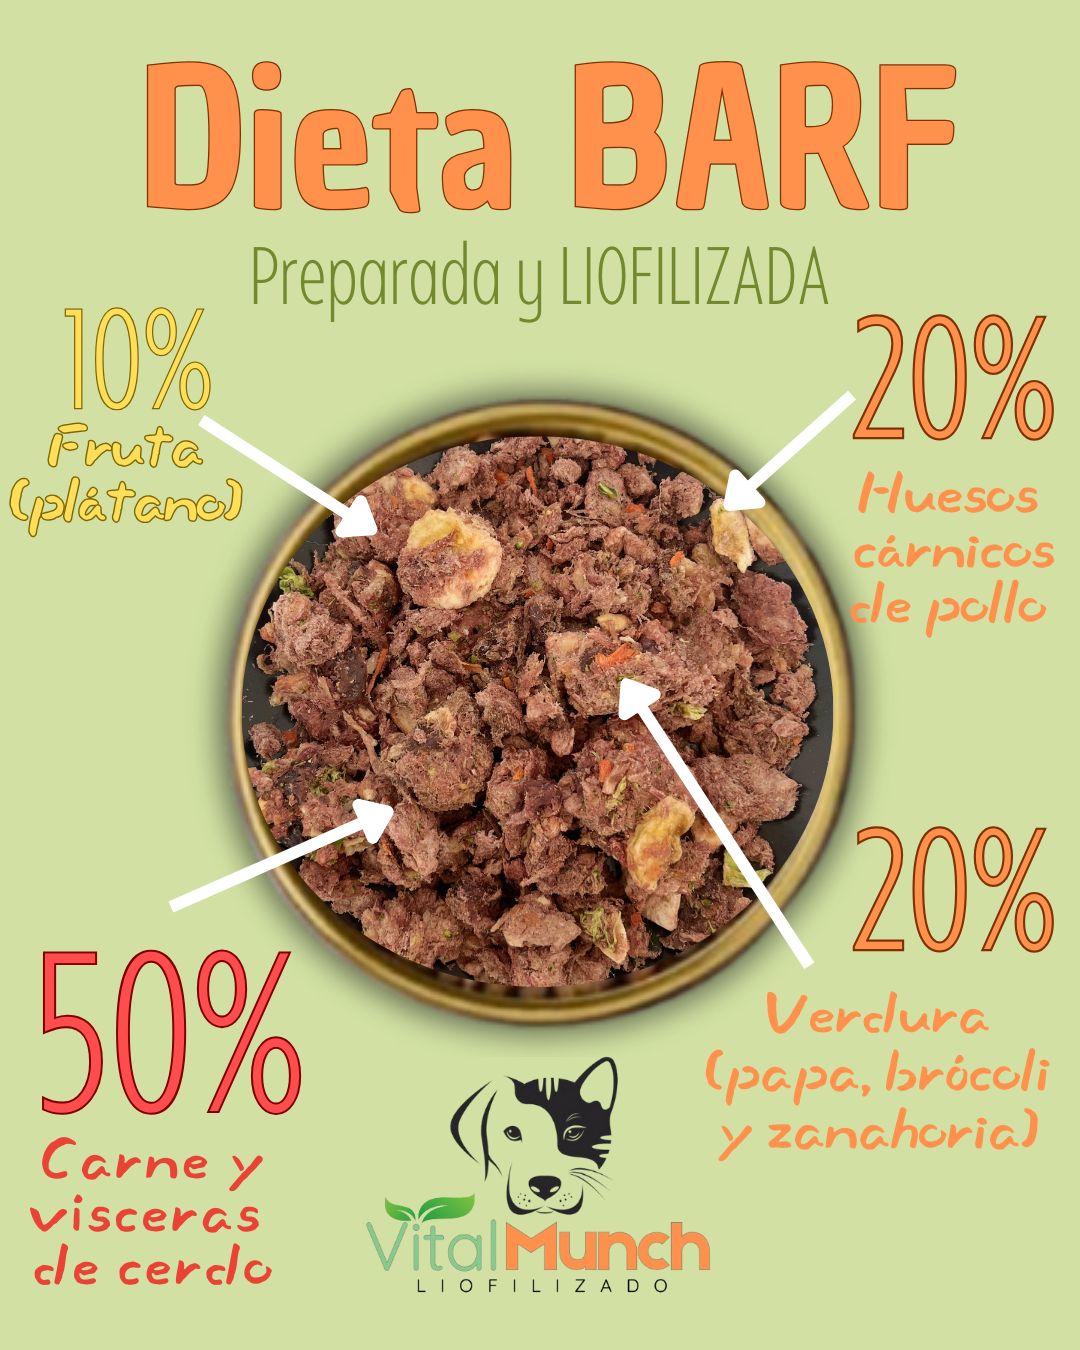 Dieta BARF
Preparada y LIOFILIZADA
10%
Fruta
(plátano)
20%
Huesos
cárnicos
de pollo
50%
Carne y
visceras
de cerdo
20%
Verdura
(papa, brócoli
y zanahoria)
VitalMunch
LIOFILIZADO